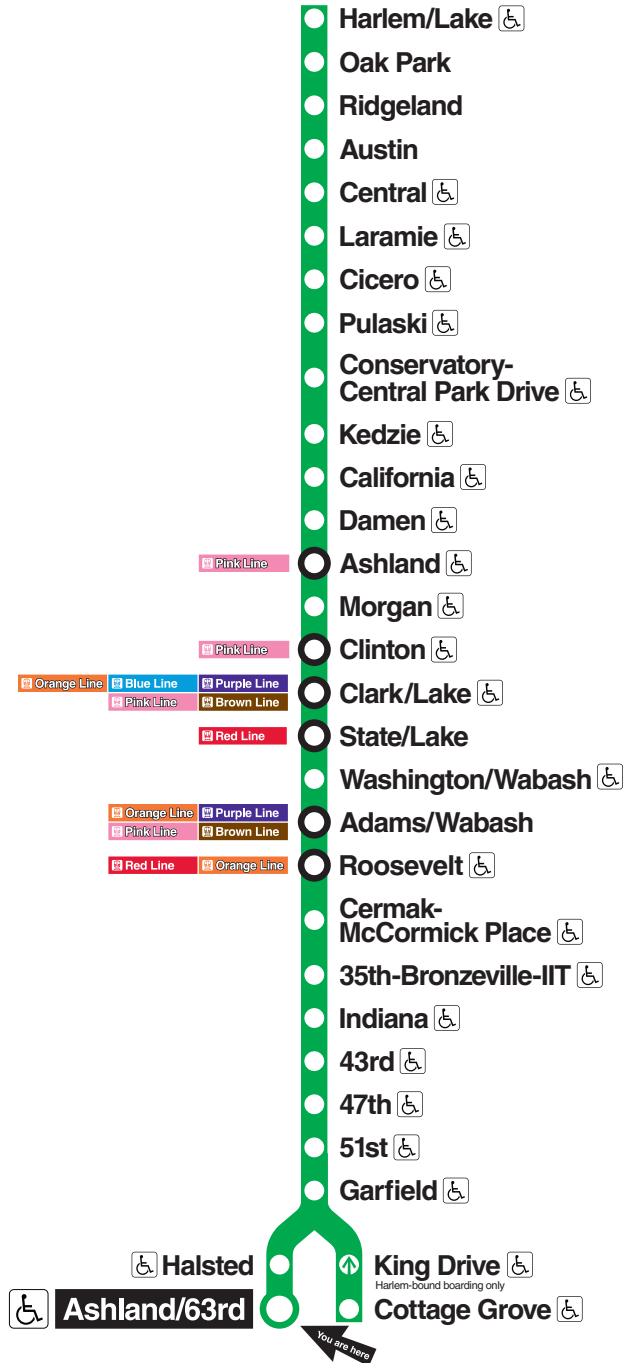 Harlem/Lake
Oak Park
Ridgeland
Austin
Central
Laramie
Cicero
Pulaski
Conservatory-
Central Park Drive
Kedzie
California
Damen
Pink Line
Ashland
Morgan
Pink Line
Clinton
Orange Line Blue Line Purple Line
Pink Line Brown Line
Clark/Lake
Red Line
State/Lake
Washington/Wabash
Orange Line Purple Line
Pink Line Brown Line
Adams/Wabash
Red Line Orange Line
Roosevelt
Cermak-
McCormick Place
35th-Bronzeville-IIT
Indiana
43rd
47th
51st
Garfield
Halsted
King Drive
Harlem-bound boarding only
Ashland/63rd
Cottage Grove
You are here